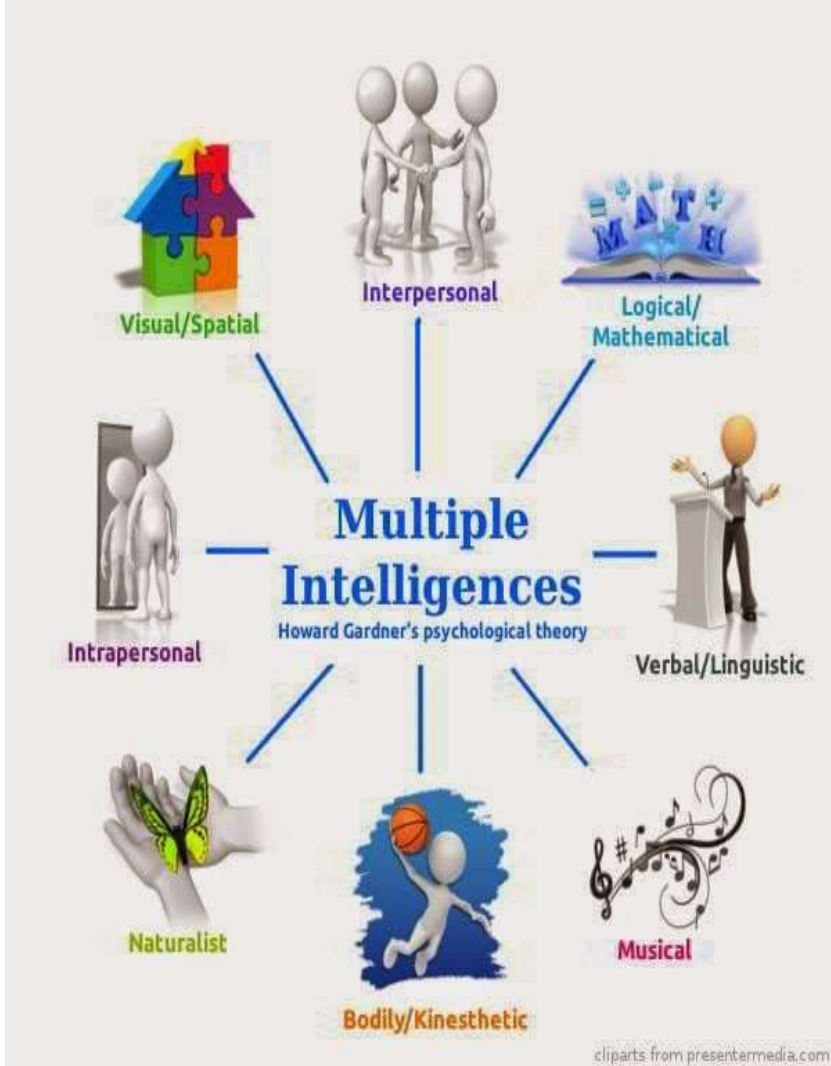 Interpersonal
Visual/Spatial
Logical/
Mathematical
MATH
Multiple
Intelligences
Howard Gardner's psychological theory
Intrapersonal
Verbal/Linguistic
Naturalist
Musical
Bodily/Kinesthetic
cliparts from presentermedia.com